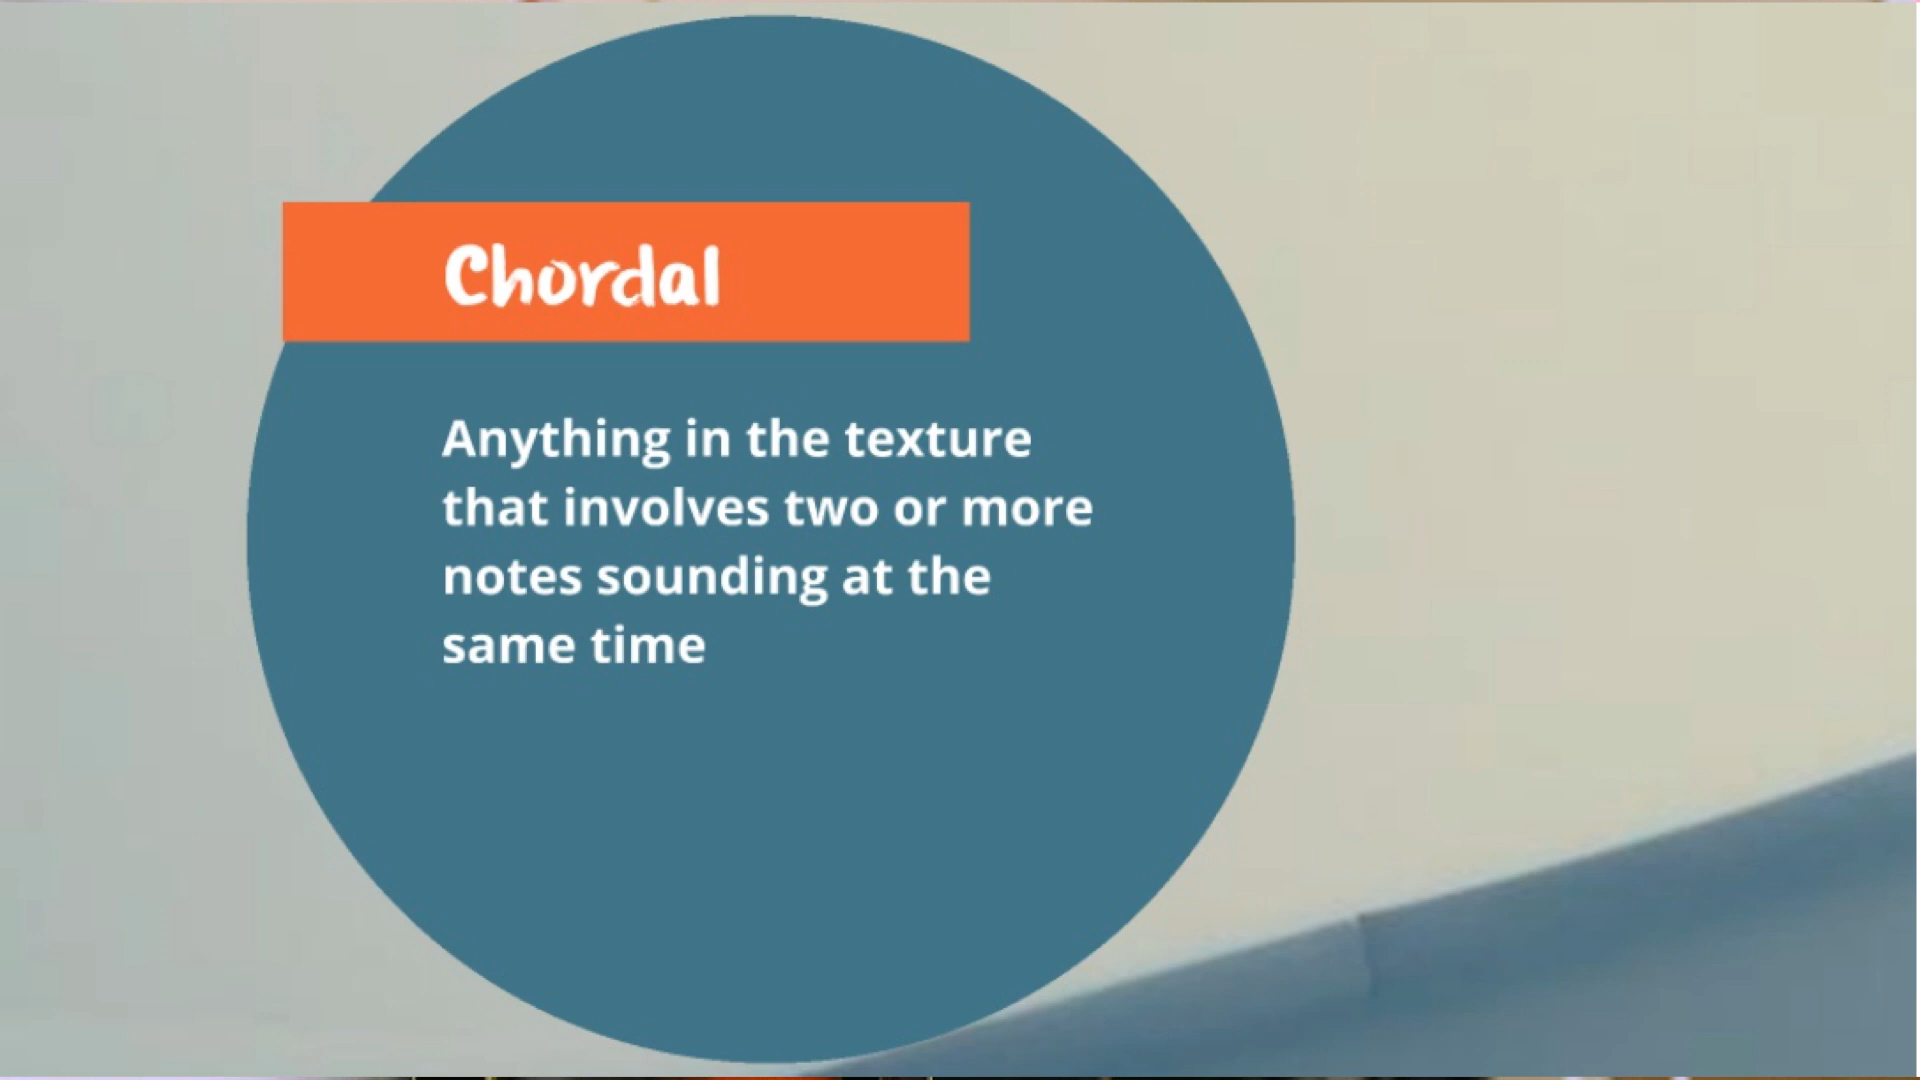 Chordal
Anything in the texture
that involves two or more
notes sounding at the
same time